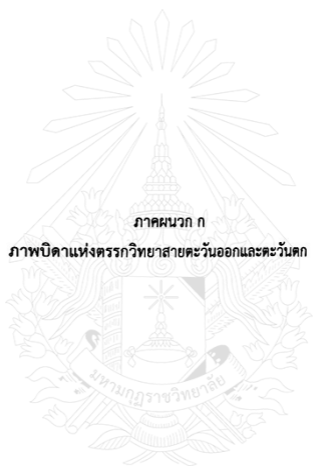 ภาคผนวก ก
ภาพบิดาแห่งตรรกวิทยาสายตะวันออกและตะวันตก
มหามกุฏราชวิทยาลัย